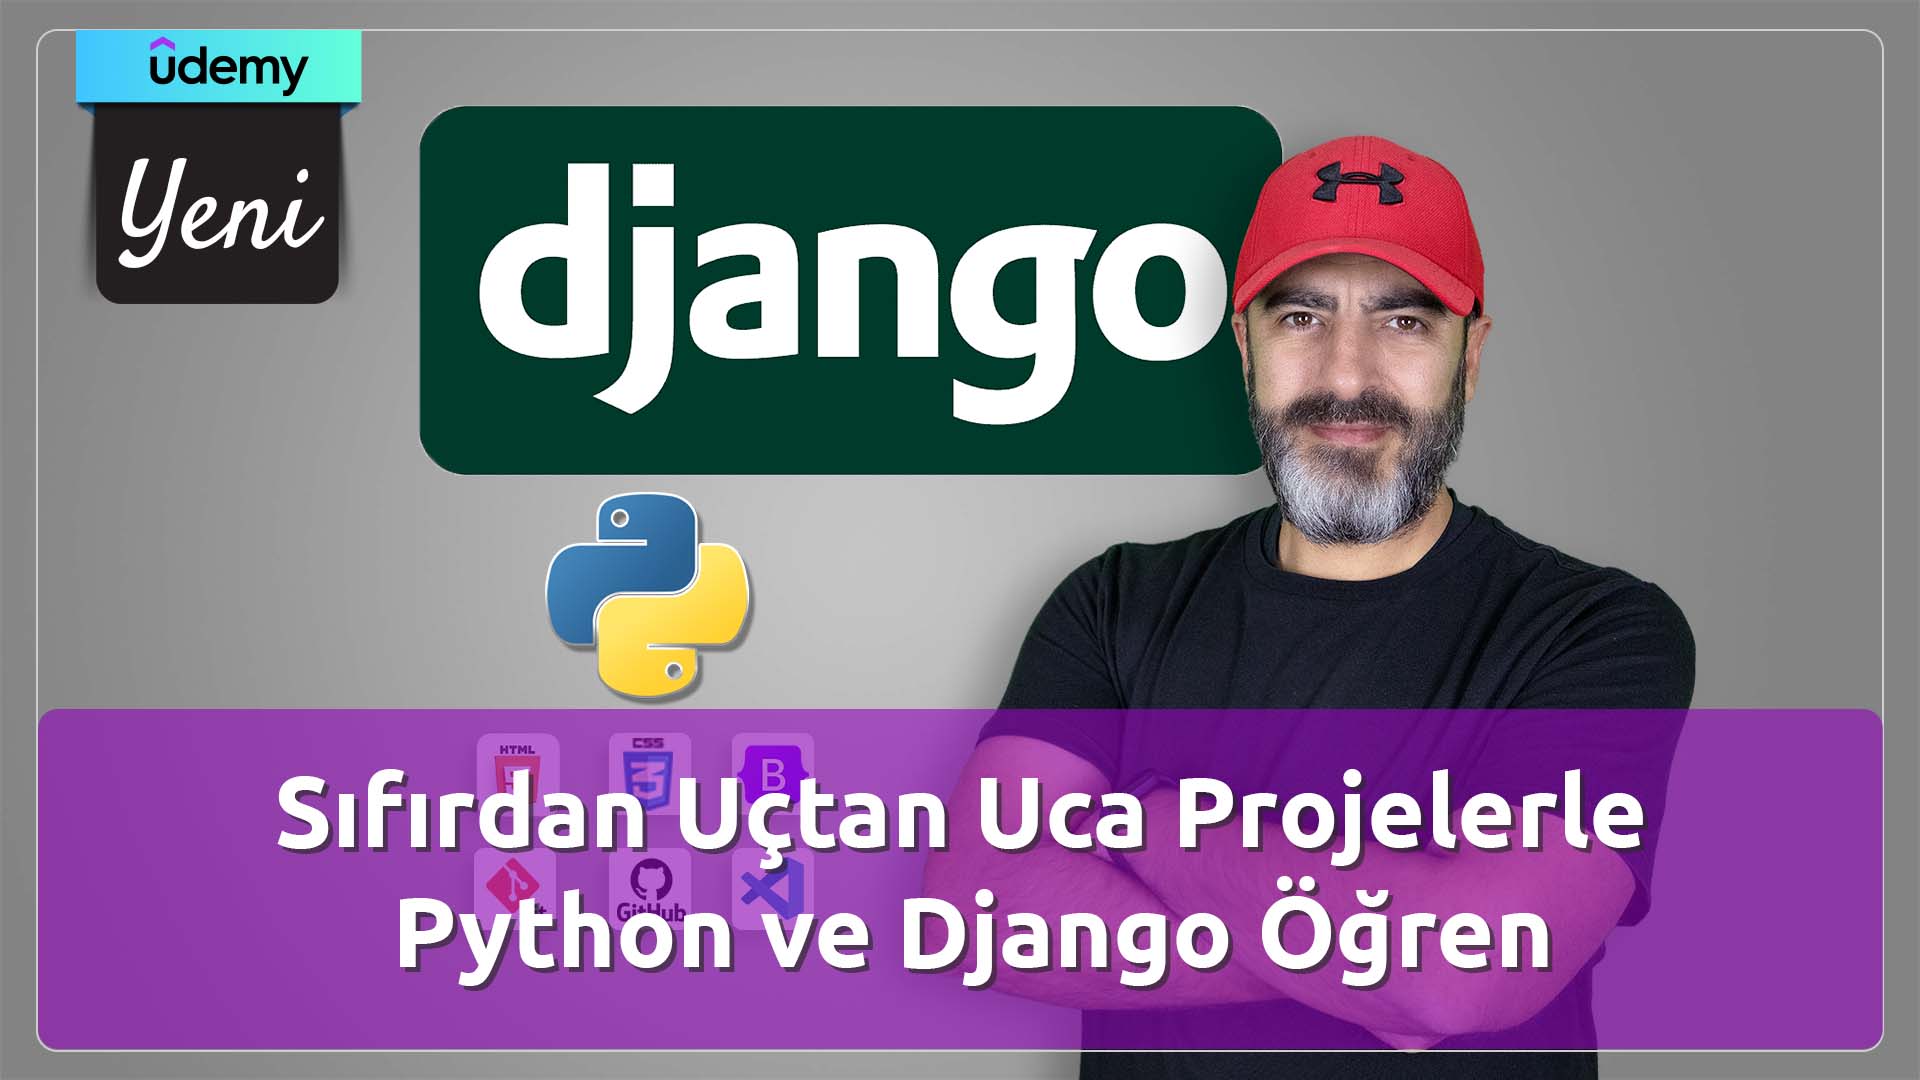 udemy
Yeni
django
HTML
CSS
B
Sıfırdan Uçtan Uca Projelerle
GitHub
Python ve Django Öğren